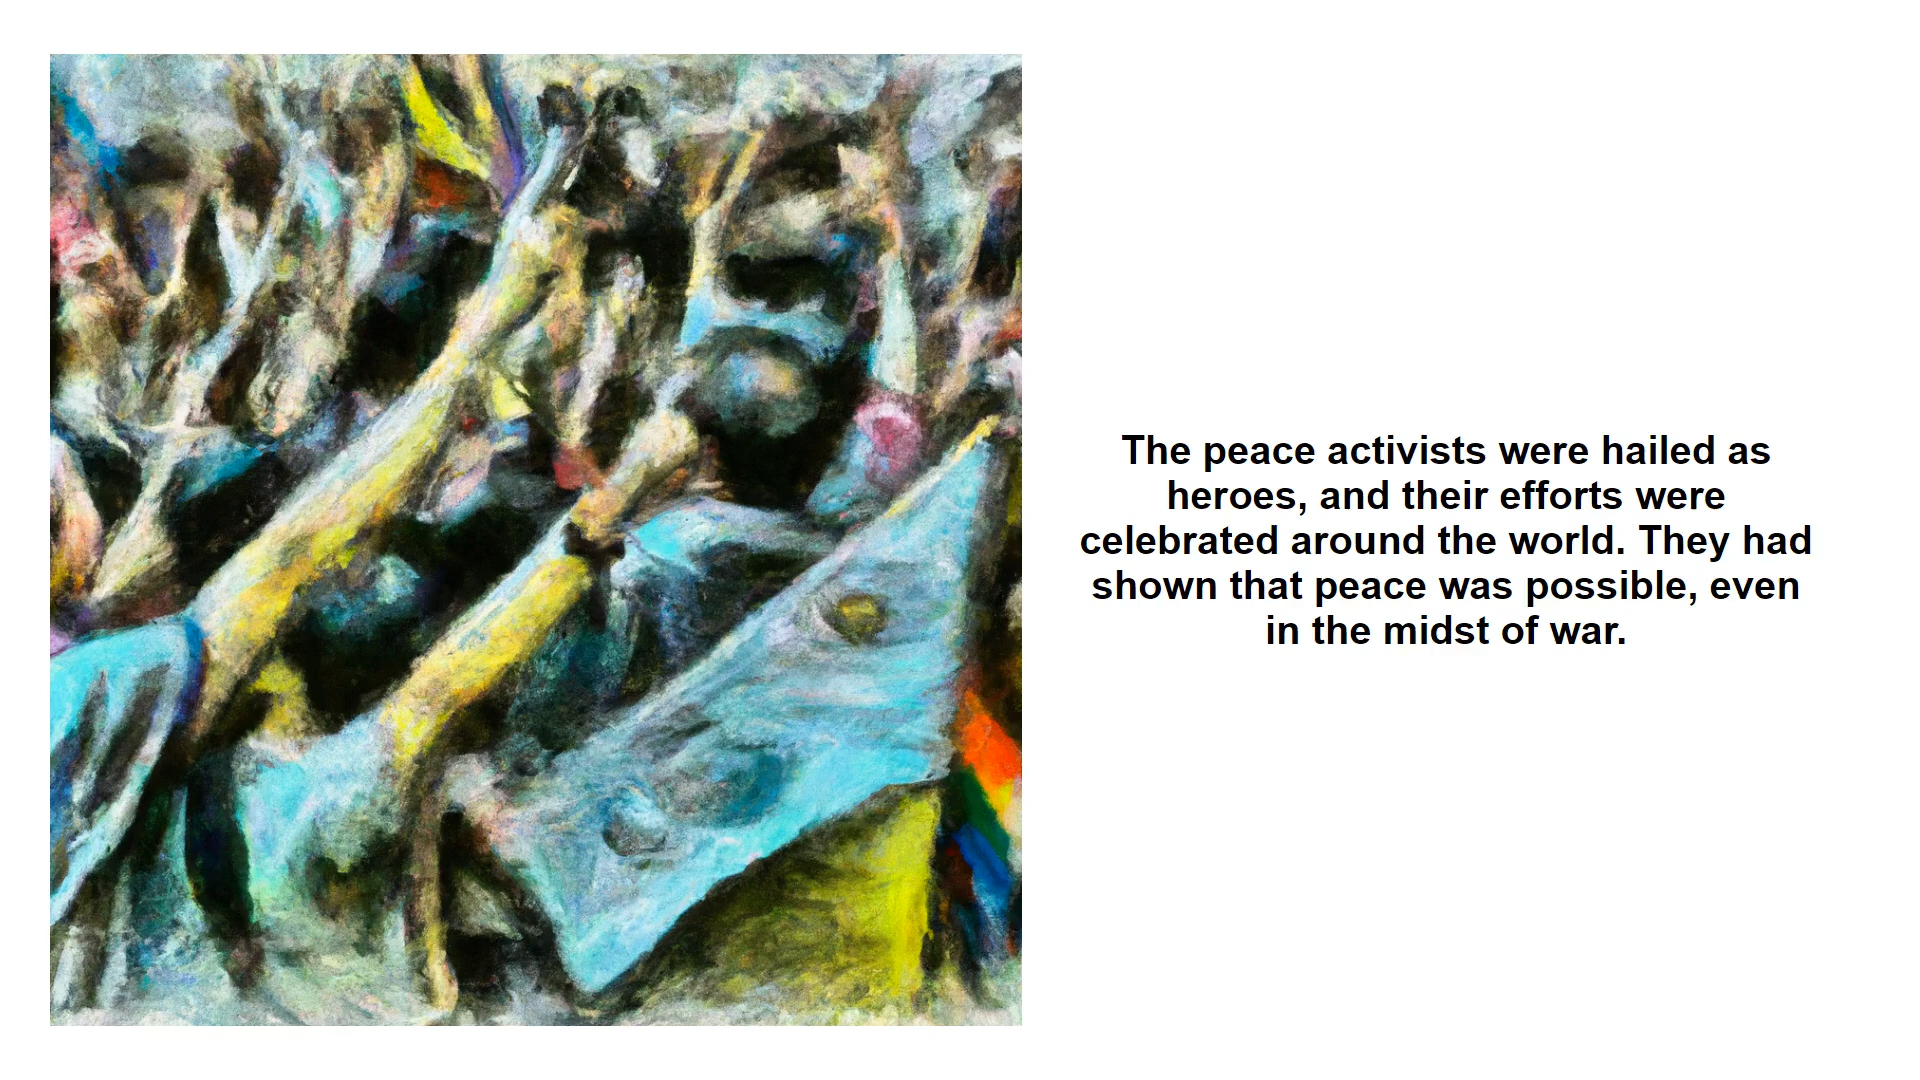 The peace activists were hailed as
heroes, and their efforts were
celebrated around the world. They had
shown that peace was possible, even
in the midst of war.